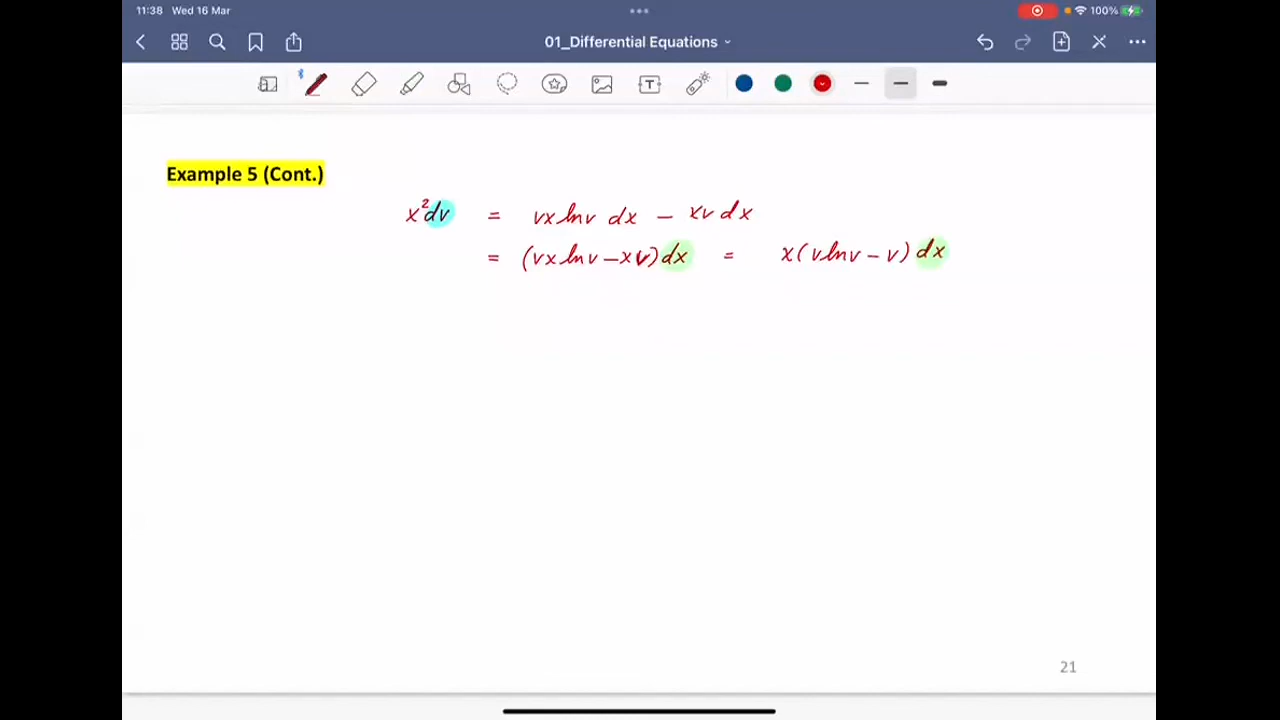 11:38 Wed 16 Mar
100%
01_Differential Equations
T
Example 5 (Cont.)
x²dv = vx ln v dx − xv dx
= (vx ln v − xv) dx = x(v ln v − v) dx
21